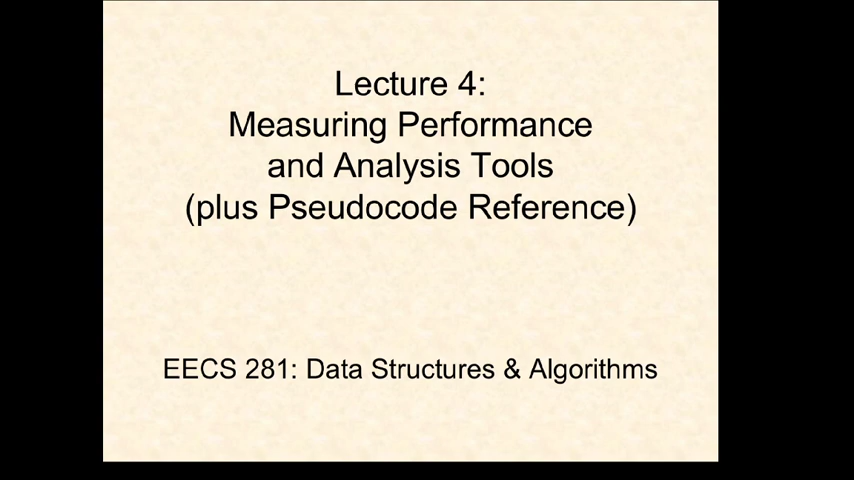 Lecture 4:
Measuring Performance
and Analysis Tools
(plus Pseudocode Reference)
EECS 281: Data Structures & Algorithms